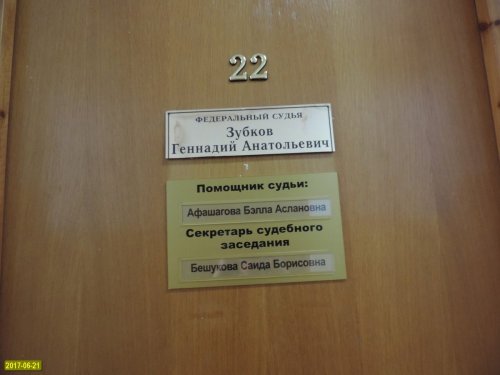 22
ФЕДЕРАЛЬНЫЙ СУДЬЯ
Зубков
Геннадий Анатольевич
Помощник судьи:
Афашагова Бэлла Аслановна
Секретарь судебного
заседания
Бешукова Саида Борисовна
2017-06-21